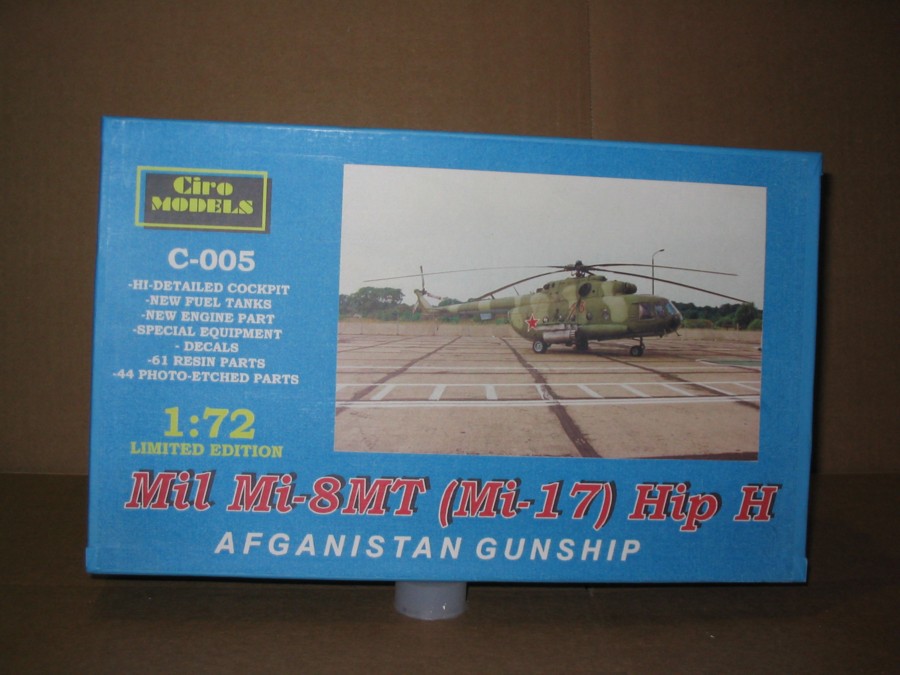 Ciro
MODELS
C-005
-HI-DETAILED COCKPIT
-NEW FUEL TANKS
-NEW ENGINE PART
-SPECIAL EQUIPMENT
- DECALS
-61 RESIN PARTS
-44 PHOTO-ETCHED PARTS
1:72
LIMITED EDITION
Mil Mi-8MT (Mi-17) Hip H
AFGANISTAN GUNSHIP